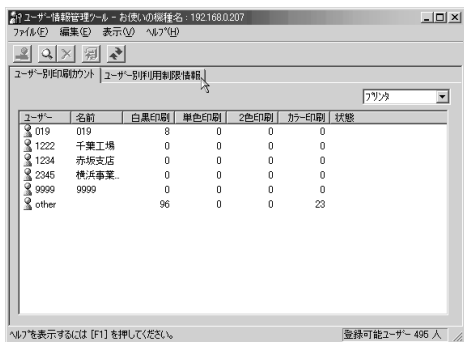 ユーザー情報管理ツール - お使いの機種名 : 192.168.0.207
ファイル(F) 編集(E) 表示(V) ヘルプ(H)
ユーザー別印刷カウント ユーザー別利用制限情報
プリンタ
ユーザー 名前 白黒印刷 単色印刷 2色印刷 カラー印刷 状態
019 019 8 0 0 0
1222 千葉工場 0 0 0 0
1234 赤坂支店 0 0 0 0
2345 横浜事業... 0 0 0 0
9999 9999 0 0 0 0
other 96 0 0 23
ヘルプを表示するには [F1] を押してください。 登録可能ユーザー 495 人